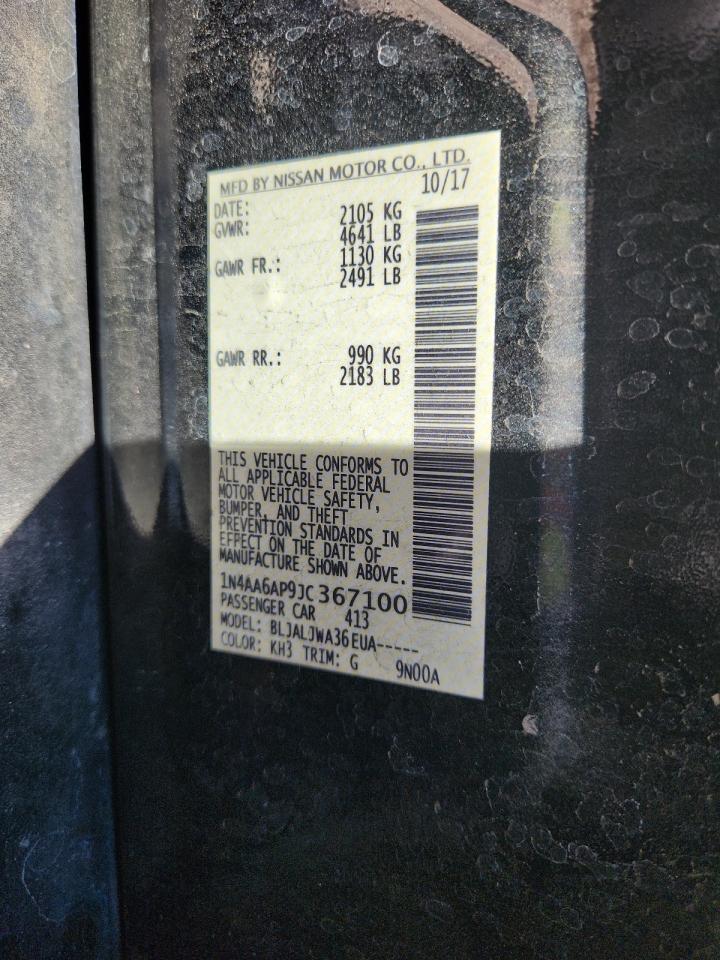 MFD BY NISSAN MOTOR CO., LTD.
DATE: 10/17
GVWR: 2105 KG
4641 LB
GAWR FR.: 1130 KG
2491 LB
GAWR RR.: 990 KG
2183 LB
THIS VEHICLE CONFORMS TO
ALL APPLICABLE FEDERAL
MOTOR VEHICLE SAFETY,
BUMPER, AND THEFT
PREVENTION STANDARDS IN
EFFECT ON THE DATE OF
MANUFACTURE SHOWN ABOVE.
1N4AA6AP9JC367100
PASSENGER CAR 413
MODEL: BLJALJWA36EUA-----
COLOR: KH3 TRIM: G 9N00A